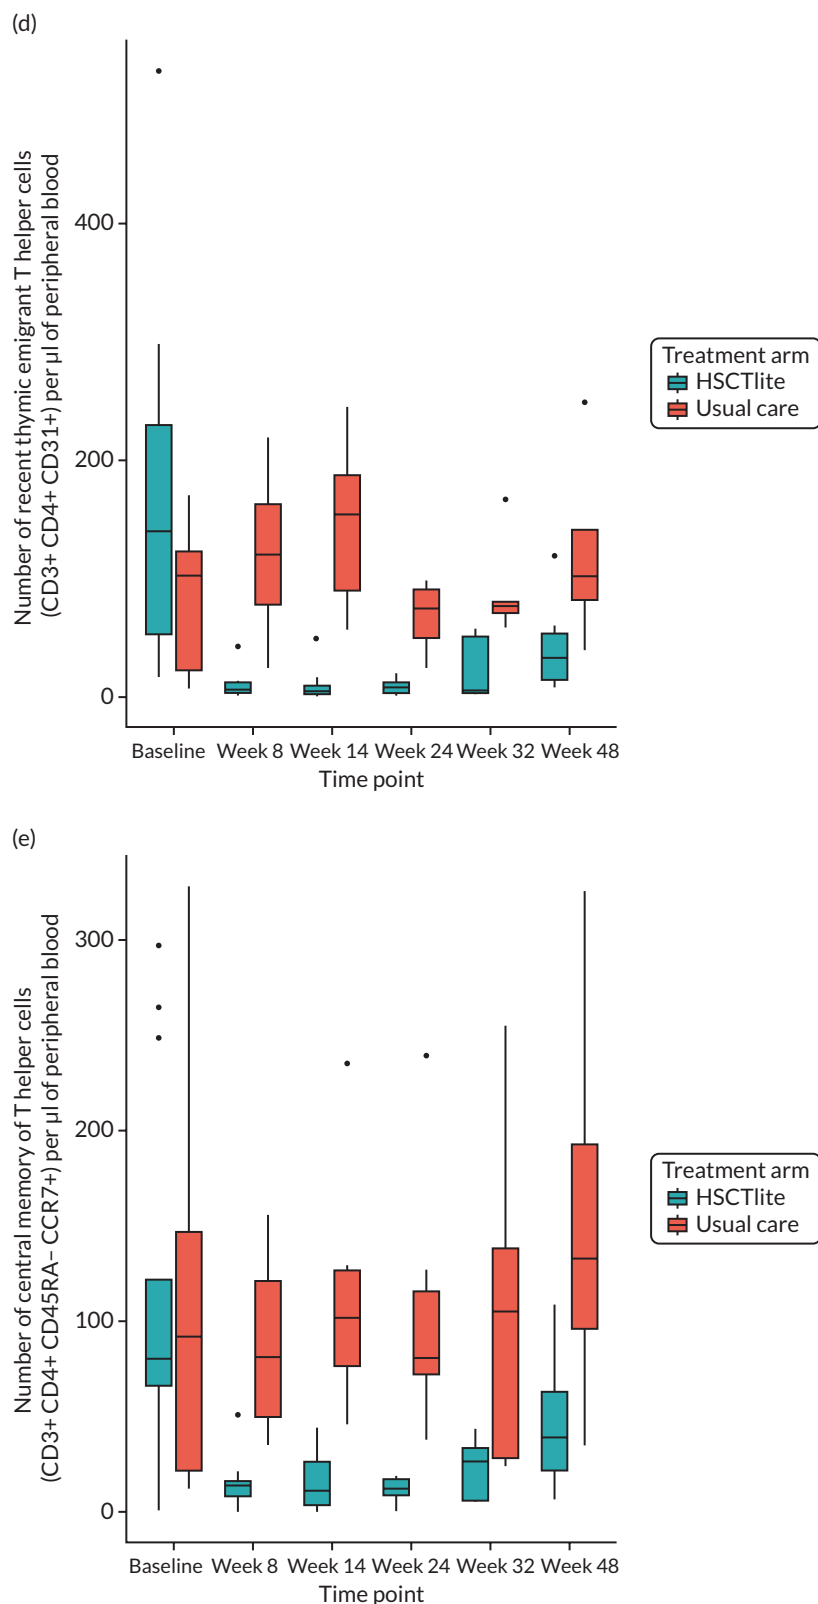 (d)
Number of recent thymic emigrant T helper cells
(CD3+ CD4+ CD31+) per µl of peripheral blood
400
200
0
Baseline Week 8 Week 14 Week 24 Week 32 Week 48
Time point
Treatment arm
HSCTlite
Usual care
(e)
Number of central memory of T helper cells
(CD3+ CD4+ CD45RA– CCR7+) per µl of peripheral blood
300
200
100
0
Baseline Week 8 Week 14 Week 24 Week 32 Week 48
Time point
Treatment arm
HSCTlite
Usual care